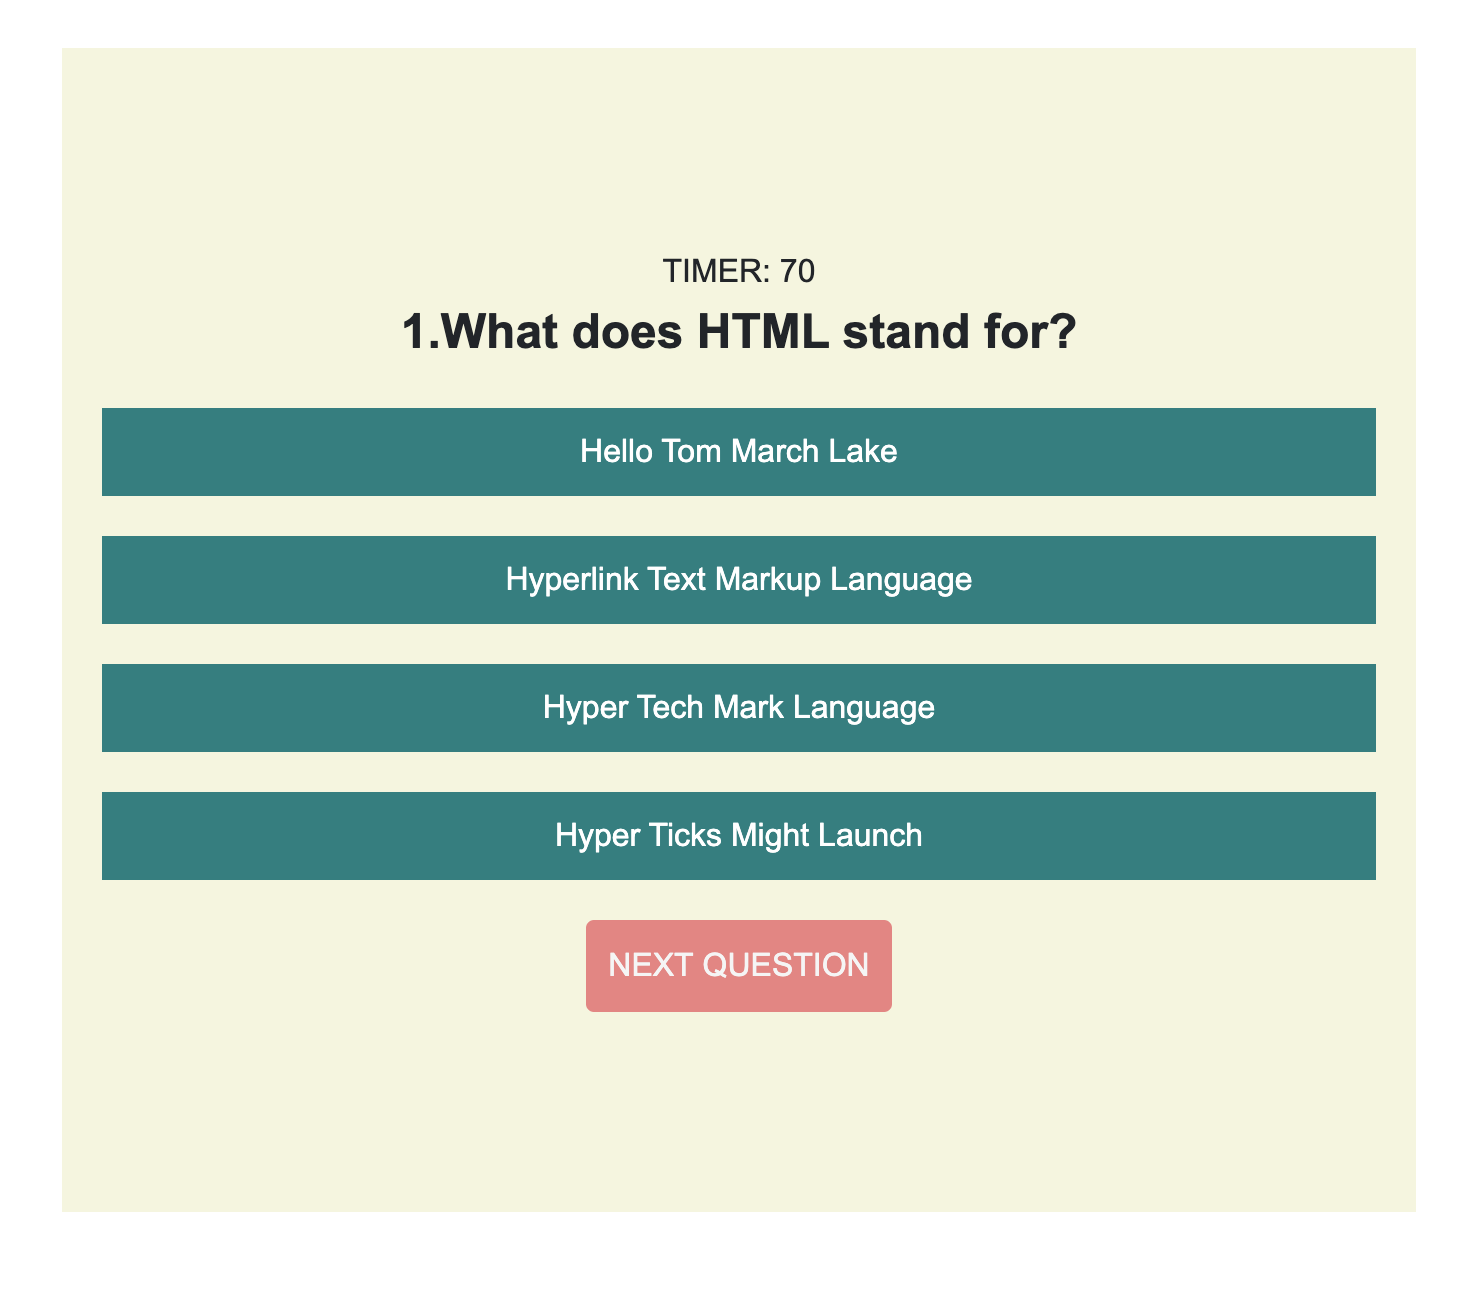 TIMER: 70
1.What does HTML stand for?
Hello Tom March Lake
Hyperlink Text Markup Language
Hyper Tech Mark Language
Hyper Ticks Might Launch
NEXT QUESTION